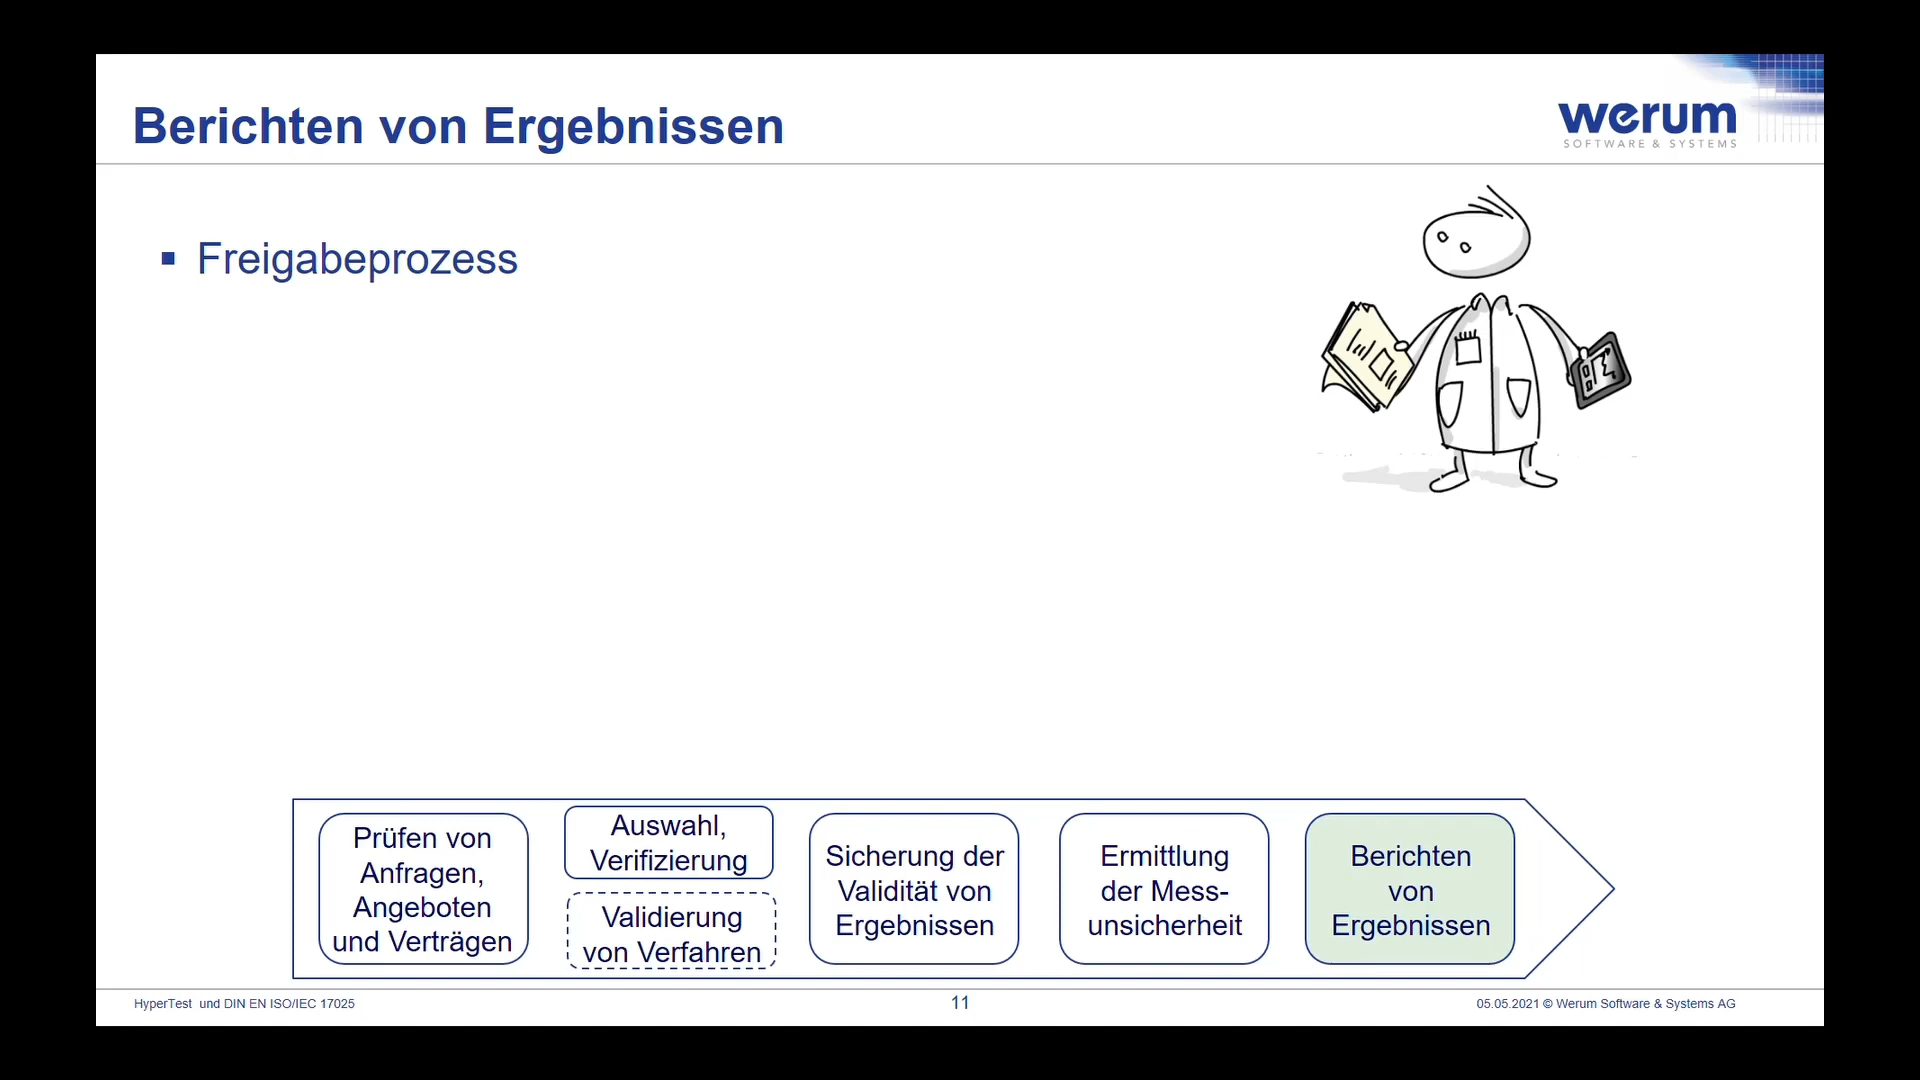 Berichten von Ergebnissen
werum
SOFTWARE & SYSTEMS
▪ Freigabeprozess
Prüfen von
Anfragen,
Angeboten
und Verträgen
Auswahl,
Verifizierung
Validierung
von Verfahren
Sicherung der
Validität von
Ergebnissen
Ermittlung
der Mess-
unsicherheit
Berichten
von
Ergebnissen
HyperTest und DIN EN ISO/IEC 17025
11
05.05.2021 © Werum Software & Systems AG